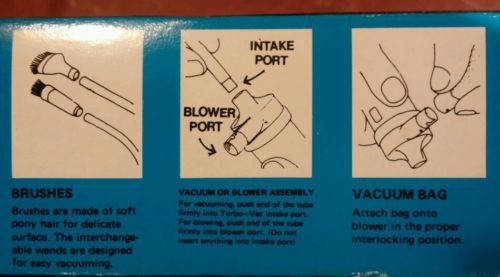 INTAKE
PORT
BLOWER
PORT
BRUSHES
Brushes are made of soft
pony hair for delicate
surface. The interchange-
able wands are designed
for easy vacuuming.
VACUUM OR BLOWER ASSEMBLY
For vacuuming, push end of the tube
firmly into Turbo-Vac intake port.
For blowing, push end of the tube
firmly into blower port. (Do not
insert anything into intake port)
VACUUM BAG
Attach bag onto
blower in the proper
interlocking position.